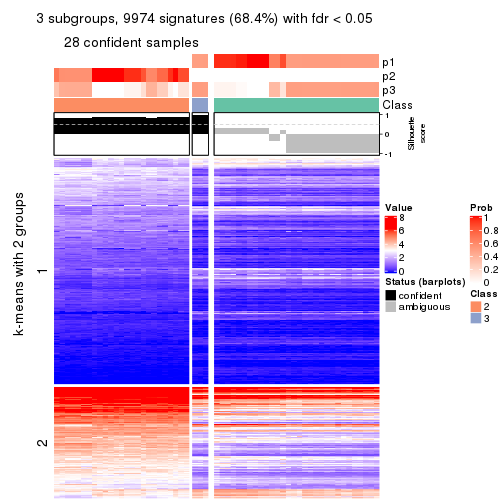 3 subgroups, 9974 signatures (68.4%) with fdr < 0.05
28 confident samples
p1
p2
p3
Class
1
0
-1
Silhouette
score
k-means with 2 groups
1
2
Value
8
6
4
2
0
Status (barplots)
confident
ambiguous
Prob
1
0.8
0.6
0.4
0.2
0
Class
2
3